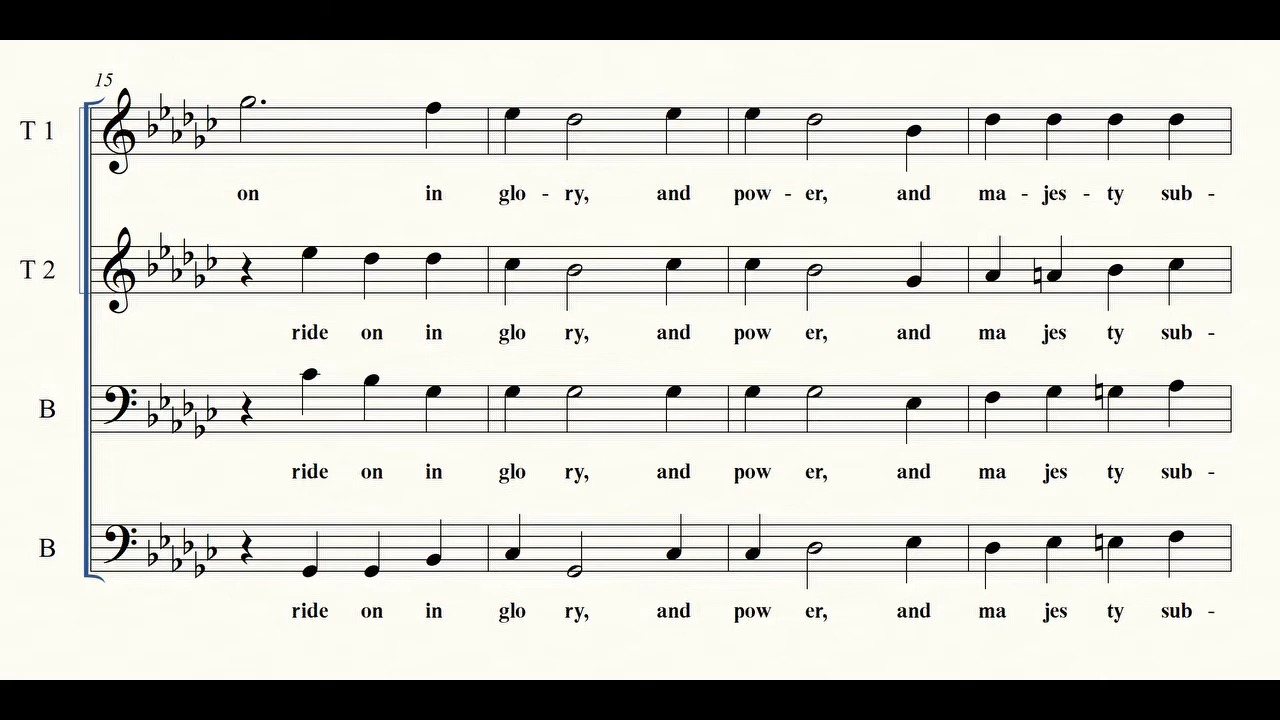 15
T 1
on in glo - ry, and pow - er, and ma - jes - ty sub -
T 2
ride on in glo ry, and pow er, and ma jes ty sub -
B
ride on in glo ry, and pow er, and ma jes ty sub -
B
ride on in glo ry, and pow er, and ma jes ty sub -